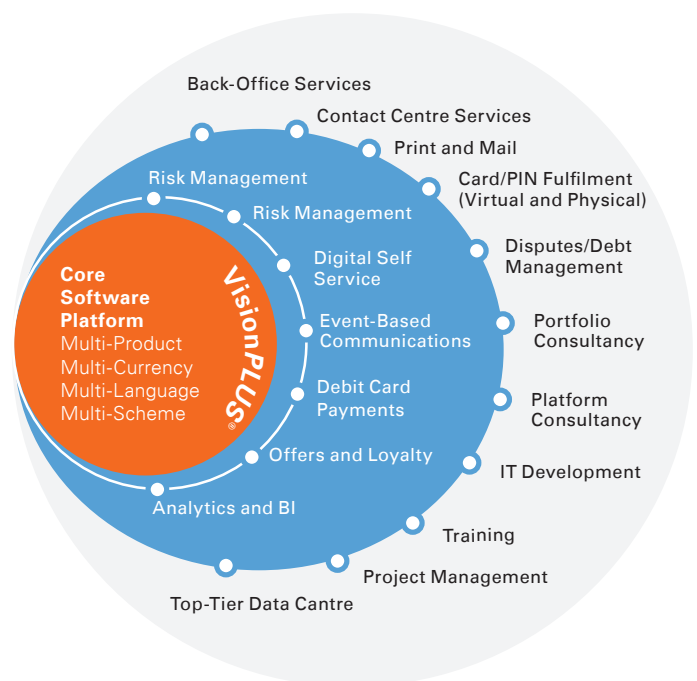 Back-Office Services
Contact Centre Services
Print and Mail
Card/PIN Fulfilment
(Virtual and Physical)
Disputes/Debt
Management
Portfolio
Consultancy
Platform
Consultancy
IT Development
Training
Project Management
Top-Tier Data Cantre
Risk Management
Risk Management
Digital Self
Service
Event-Based
Communications
Debit Card
Payments
Offers and Loyalty
Analytics and BI
Core
Software
Platform
Multi-Product
Multi-Currency
Multi-Language
Multi-Scheme
VisionPLUS®